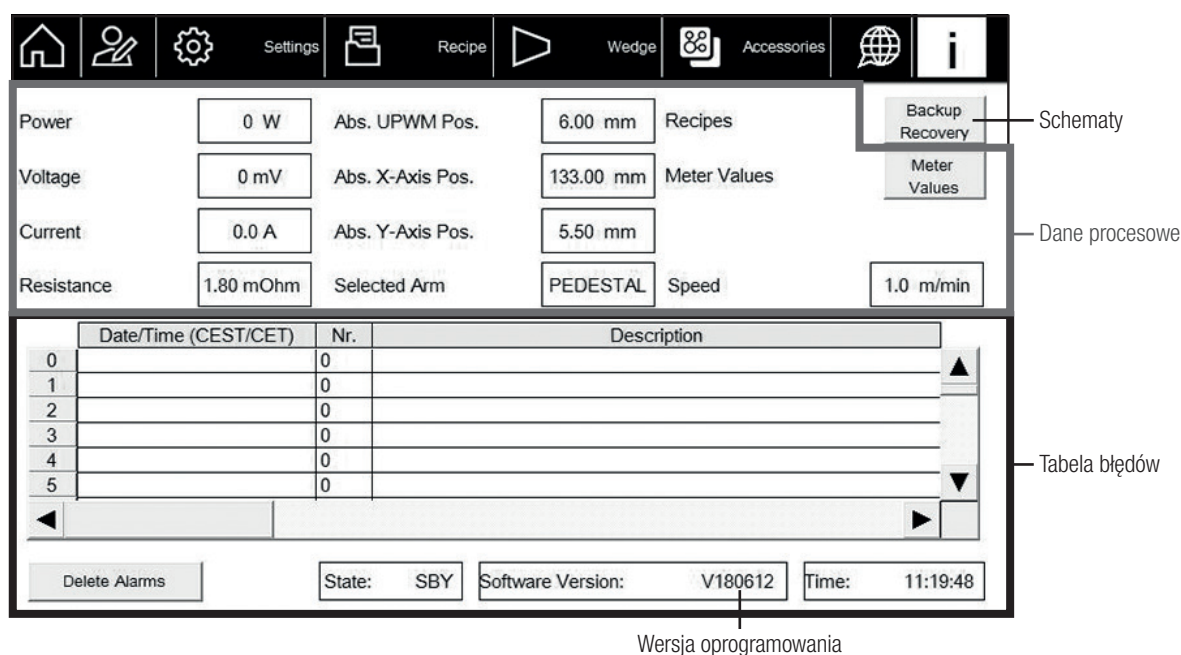 Settings Recipe Wedge Accessories i
Power 0 W Abs. UPWM Pos. 6.00 mm Recipes Backup Recovery Schematy
Voltage 0 mV Abs. X-Axis Pos. 133.00 mm Meter Values Meter Values
Current 0.0 A Abs. Y-Axis Pos. 5.50 mm Dane procesowe
Resistance 1.80 mOhm Selected Arm PEDESTAL Speed 1.0 m/min
Date/Time (CEST/CET) Nr. Description
0 0
1 0
2 0
3 0
4 0 Tabela błędów
5 0
Delete Alarms State: SBY Software Version: V180612 Time: 11:19:48
Wersja oprogramowania